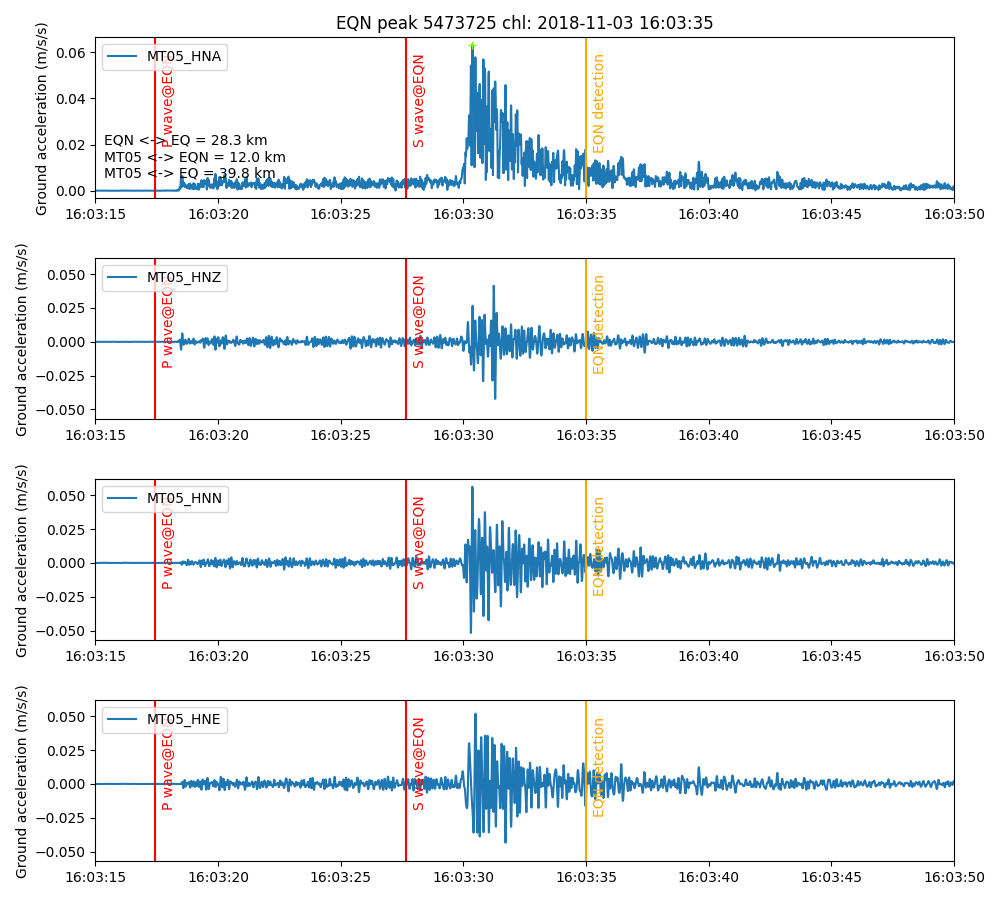 EQN peak 5473725 chl: 2018-11-03 16:03:35
Ground acceleration (m/s/s)
0.06
0.04
0.02
0.00
MT05_HNA
P wave@EQN
S wave@EQN
EQN detection
EQN <-> EQ = 28.3 km
MT05 <-> EQN = 12.0 km
MT05 <-> EQ = 39.8 km
16:03:15 16:03:20 16:03:25 16:03:30 16:03:35 16:03:40 16:03:45 16:03:50
Ground acceleration (m/s/s)
0.050
0.025
0.000
−0.025
−0.050
MT05_HNZ
P wave@EQN
S wave@EQN
EQN detection
16:03:15 16:03:20 16:03:25 16:03:30 16:03:35 16:03:40 16:03:45 16:03:50
Ground acceleration (m/s/s)
0.050
0.025
0.000
−0.025
−0.050
MT05_HNN
P wave@EQN
S wave@EQN
EQN detection
16:03:15 16:03:20 16:03:25 16:03:30 16:03:35 16:03:40 16:03:45 16:03:50
Ground acceleration (m/s/s)
0.050
0.025
0.000
−0.025
−0.050
MT05_HNE
P wave@EQN
S wave@EQN
EQN detection
16:03:15 16:03:20 16:03:25 16:03:30 16:03:35 16:03:40 16:03:45 16:03:50